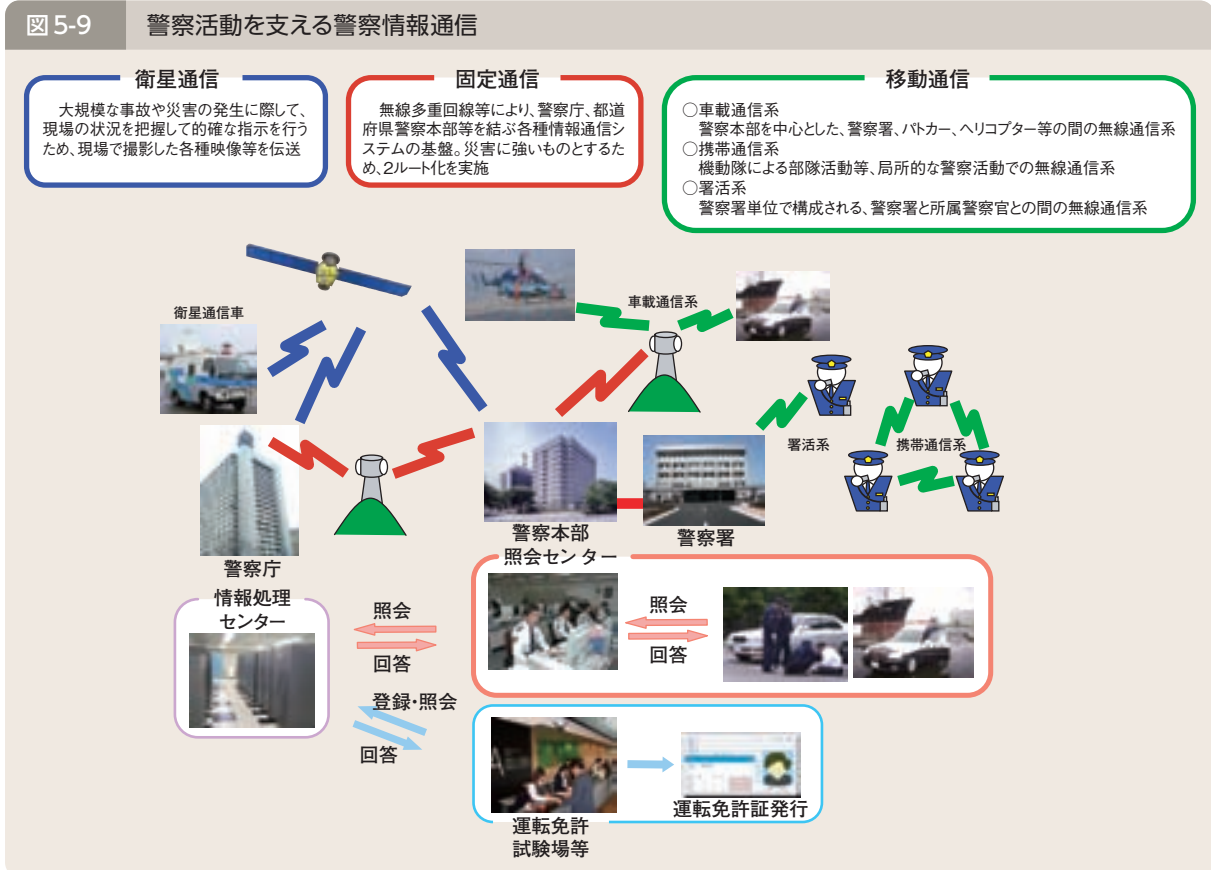 図5-9 警察活動を支える警察情報通信
衛星通信
大規模な事故や災害の発生に際して、
現場の状況を把握して的確な指示を行う
ため、現場で撮影した各種映像等を伝送
固定通信
無線多重回線等により、警察庁、都道
府県警察本部等を結ぶ各種情報通信シ
ステムの基盤。災害に強いものとするた
め、2ルート化を実施
移動通信
○車載通信系
警察本部を中心とした、警察署、パトカー、ヘリコプター等の間の無線通信系
○携帯通信系
機動隊による部隊活動等、局所的な警察活動での無線通信系
○署活系
警察署単位で構成される、警察署と所属警察官との間の無線通信系
衛星通信車
車載通信系
署活系
携帯通信系
警察本部
警察署
警察庁
照会センター
情報処理
センター
照会
回答
照会
回答
登録・照会
回答
運転免許
試験場等
運転免許証発行